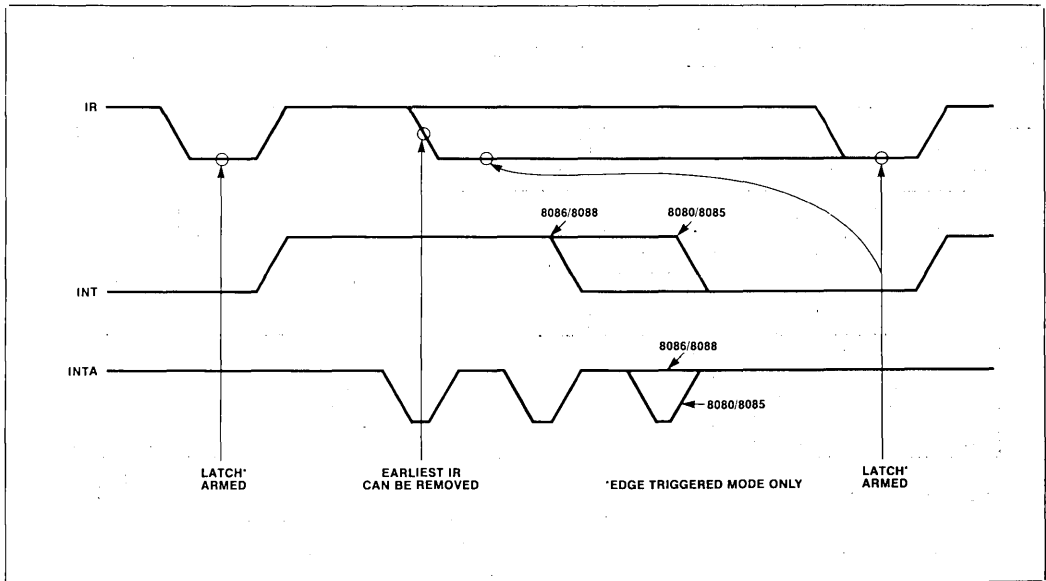 IR
8086/8088
8080/8085
INT
8086/8088
INTA
8080/8085
LATCH*
ARMED
EARLIEST IR
CAN BE REMOVED
*EDGE TRIGGERED MODE ONLY
LATCH*
ARMED